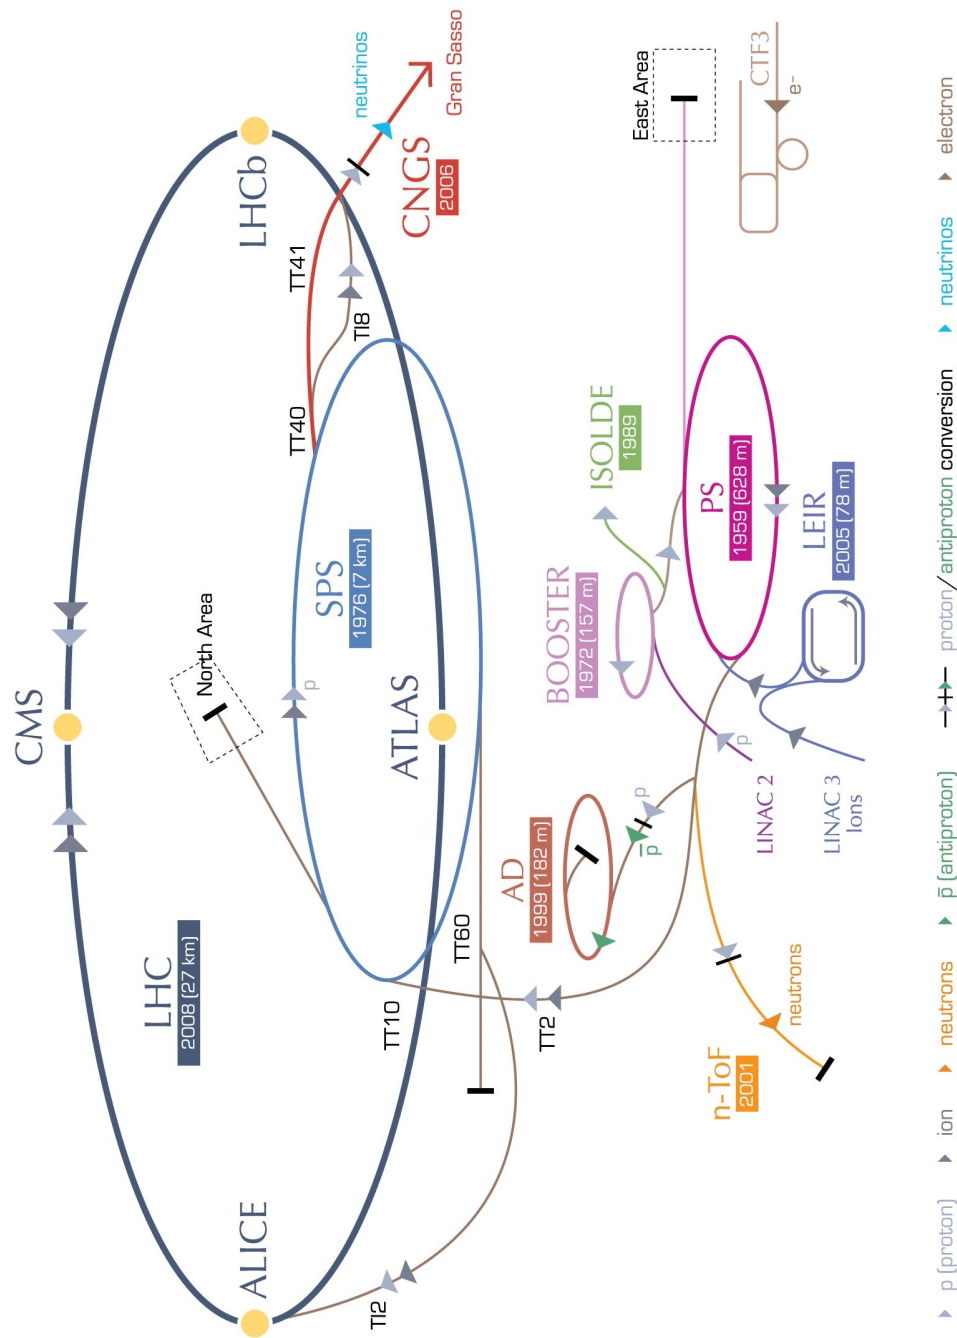 CMS
LHC
2008 (27 km)
North Area
ALICE
LHCb
SPS
1976 (7 km)
p
TT40
TT41
TI8
neutrinos
CNGS
2006
Gran Sasso
ATLAS
TT10
TT60
TI2
TT2
AD
1999 (182 m)
p̅
p
BOOSTER
1972 (157 m)
ISOLDE
1989
East Area
n-ToF
2001
neutrons
LINAC 2
p
LINAC 3
Ions
PS
1959 (628 m)
LEIR
2005 (78 m)
CTF3
e-
p (proton)
ion
neutrons
p̅ (antiproton)
proton/antiproton conversion
neutrinos
electron